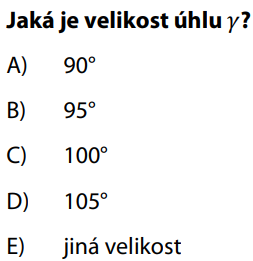 Jaká je velikost úhlu γ?
A) 90°
B) 95°
C) 100°
D) 105°
E) jiná velikost